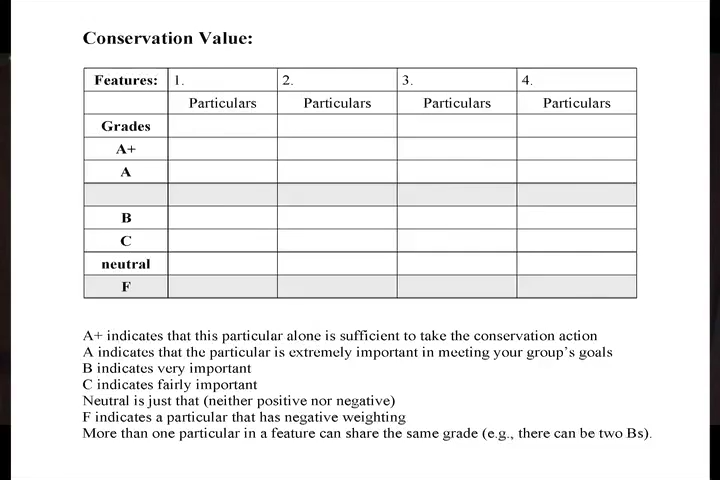 Conservation Value:
Features: 1. 2. 3. 4.
Particulars Particulars Particulars Particulars
Grades
A+
A
B
C
neutral
F
A+ indicates that this particular alone is sufficient to take the conservation action
A indicates that the particular is extremely important in meeting your group's goals
B indicates very important
C indicates fairly important
Neutral is just that (neither positive nor negative)
F indicates a particular that has negative weighting
More than one particular in a feature can share the same grade (e.g., there can be two Bs).